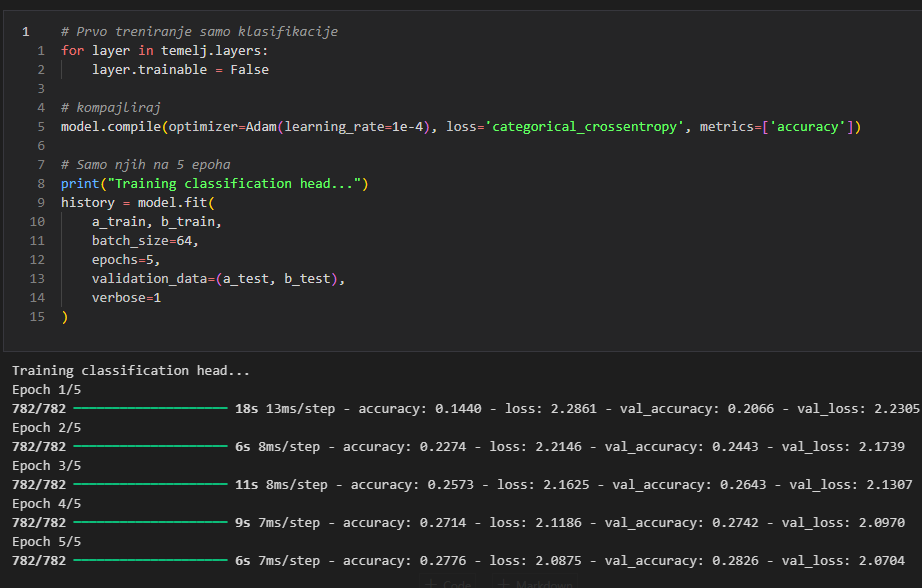 1 # Prvo treniranje samo klasifikacije
1 for layer in temelj.layers:
2 layer.trainable = False
3
4 # kompajliraj
5 model.compile(optimizer=Adam(learning_rate=1e-4), loss='categorical_crossentropy', metrics=['accuracy'])
6
7 # Samo njih na 5 epoha
8 print("Training classification head...")
9 history = model.fit(
10 a_train, b_train,
11 batch_size=64,
12 epochs=5,
13 validation_data=(a_test, b_test),
14 verbose=1
15 )
Training classification head...
Epoch 1/5
782/782 18s 13ms/step - accuracy: 0.1440 - loss: 2.2861 - val_accuracy: 0.2066 - val_loss: 2.2305
Epoch 2/5
782/782 6s 8ms/step - accuracy: 0.2274 - loss: 2.2146 - val_accuracy: 0.2443 - val_loss: 2.1739
Epoch 3/5
782/782 11s 8ms/step - accuracy: 0.2573 - loss: 2.1625 - val_accuracy: 0.2643 - val_loss: 2.1307
Epoch 4/5
782/782 9s 7ms/step - accuracy: 0.2714 - loss: 2.1186 - val_accuracy: 0.2742 - val_loss: 2.0970
Epoch 5/5
782/782 6s 7ms/step - accuracy: 0.2776 - loss: 2.0875 - val_accuracy: 0.2826 - val_loss: 2.0704
+ Code + Markdown